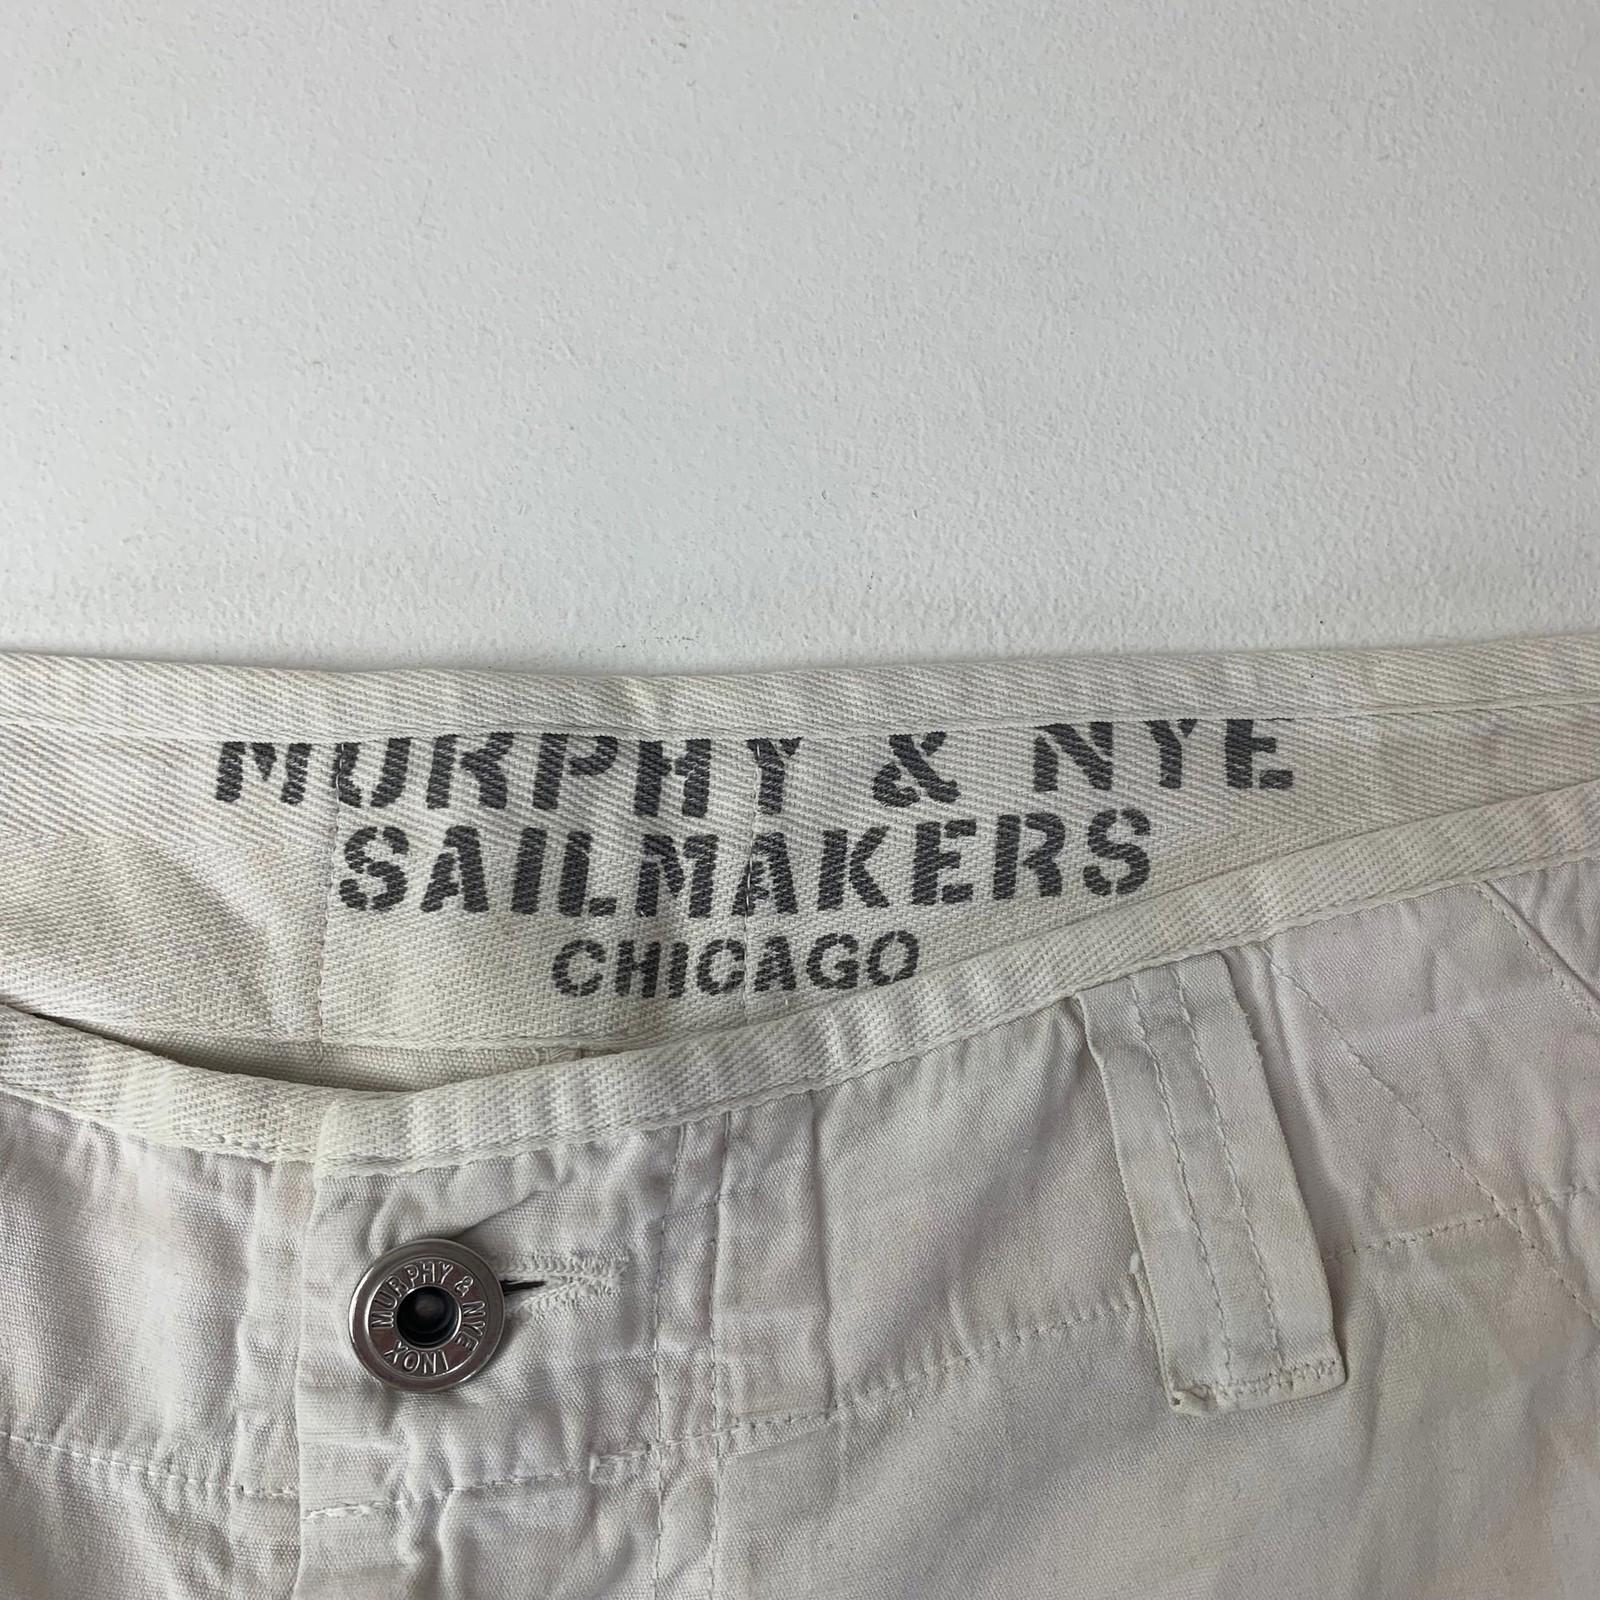 MURPHY & NYE
SAILMAKERS
CHICAGO
MURPHY & NYE
INOX